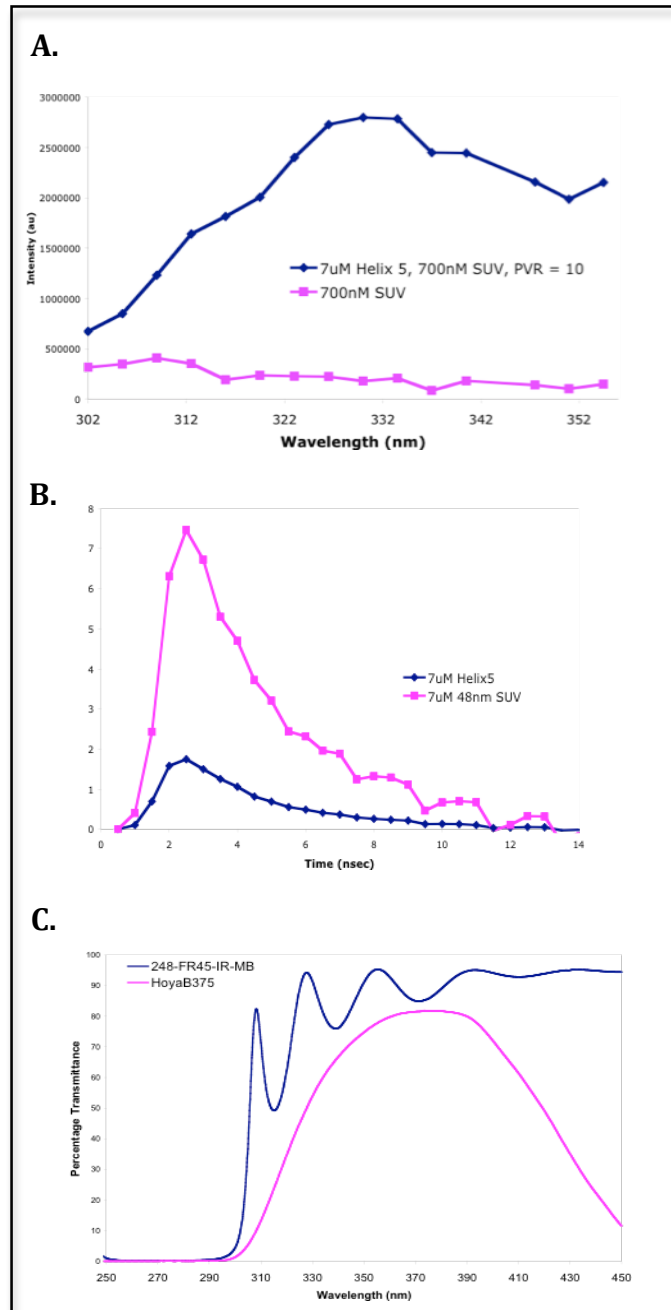 A.
3000000
2500000
2000000
1500000
1000000
500000
0
Intensity (au)
7uM Helix 5, 700nM SUV, PVR = 10
700nM SUV
302 312 322 332 342 352
Wavelength (nm)
B.
8
7
6
5
4
3
2
1
0
7uM Helix5
7uM 48nm SUV
0 2 4 6 8 10 12 14
Time (nsec)
C.
100
90
80
70
60
50
40
30
20
10
0
Percentage Transmittance
248-FR45-IR-MB
HoyaB375
250 270 290 310 330 350 370 390 410 430 450
Wavelength (nm)